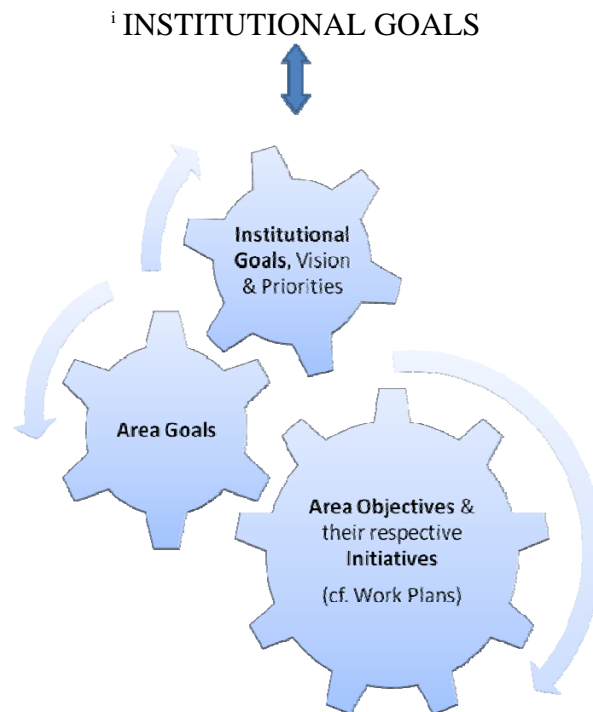 i INSTITUTIONAL GOALS
Institutional
Goals, Vision
& Priorities
Area Goals
Area Objectives &
their respective
Initiatives
(cf. Work Plans)